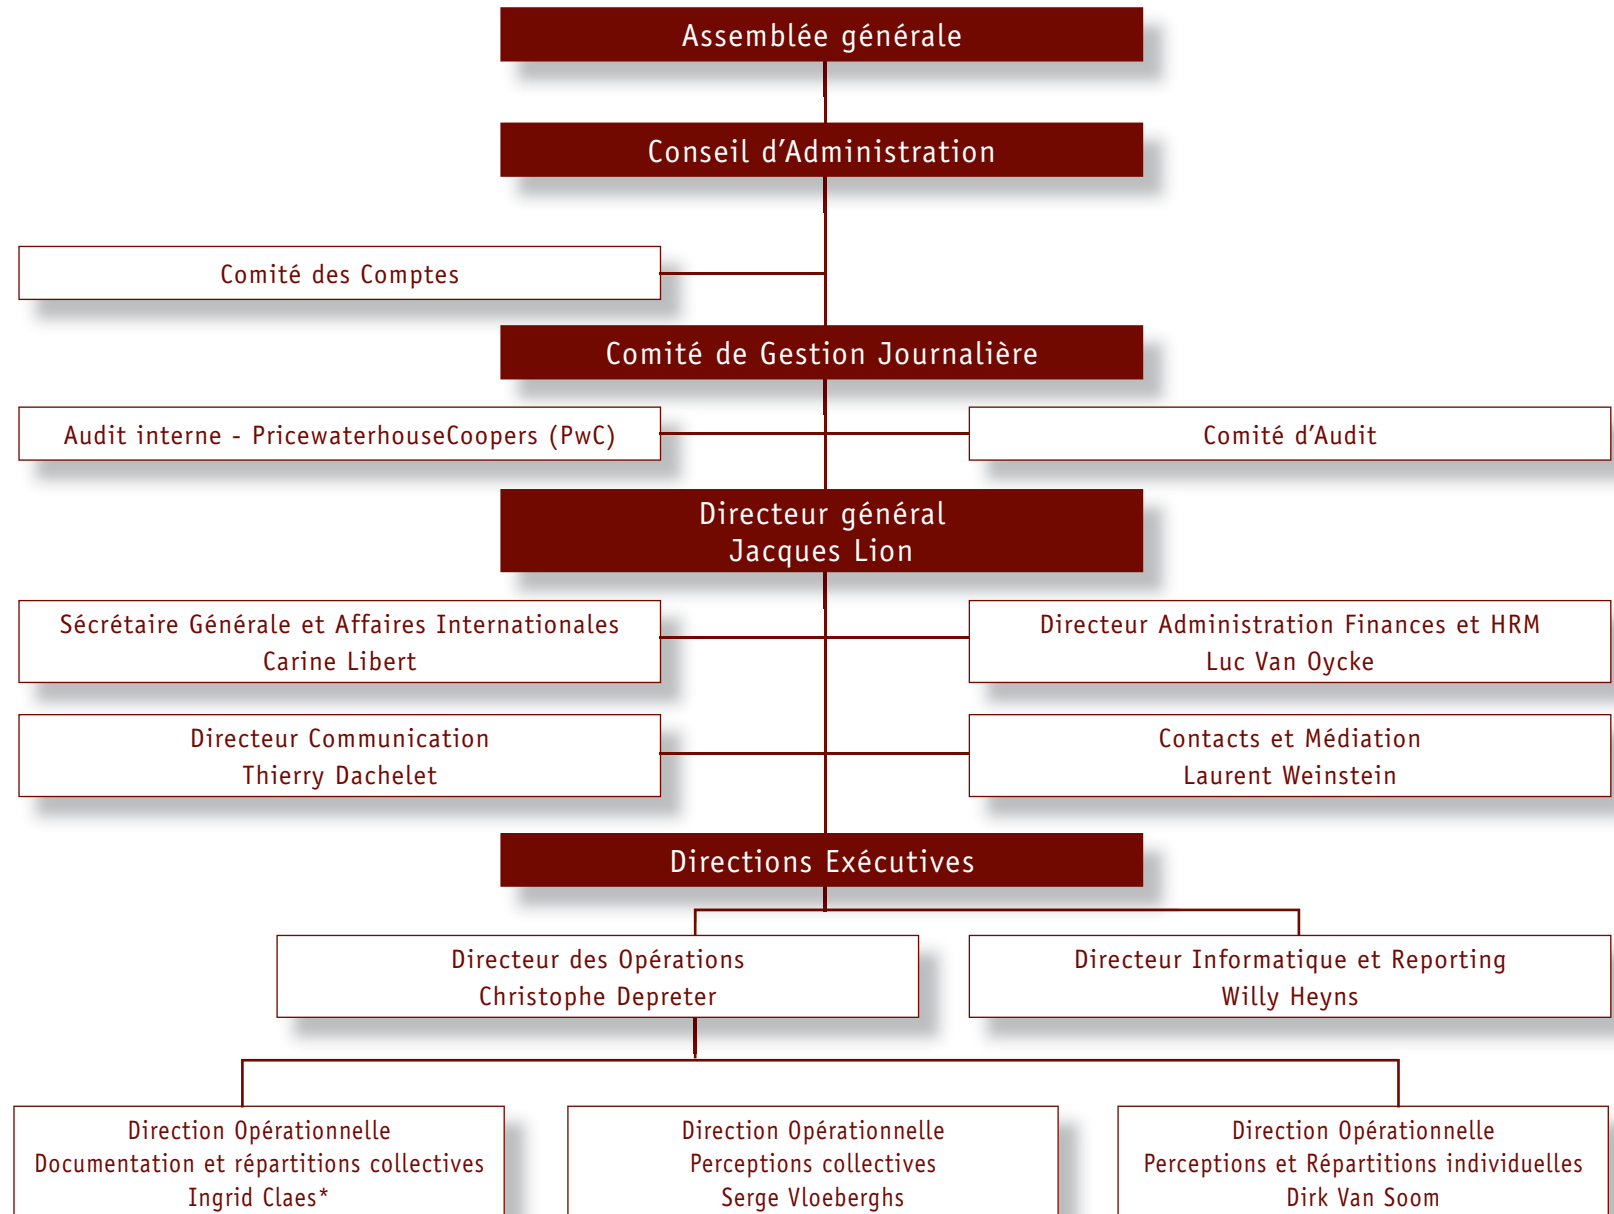 Assemblée générale
Conseil d’Administration
Comité des Comptes
Comité de Gestion Journalière
Audit interne - PricewaterhouseCoopers (PwC)
Comité d’Audit
Directeur général
Jacques Lion
Sécrétaire Générale et Affaires Internationales
Carine Libert
Directeur Administration Finances et HRM
Luc Van Oycke
Directeur Communication
Thierry Dachelet
Contacts et Médiation
Laurent Weinstein
Directions Exécutives
Directeur des Opérations
Christophe Depreter
Directeur Informatique et Reporting
Willy Heyns
Direction Opérationnelle
Documentation et répartitions collectives
Ingrid Claes*
Direction Opérationnelle
Perceptions collectives
Serge Vloeberghs
Direction Opérationnelle
Perceptions et Répartitions individuelles
Dirk Van Soom